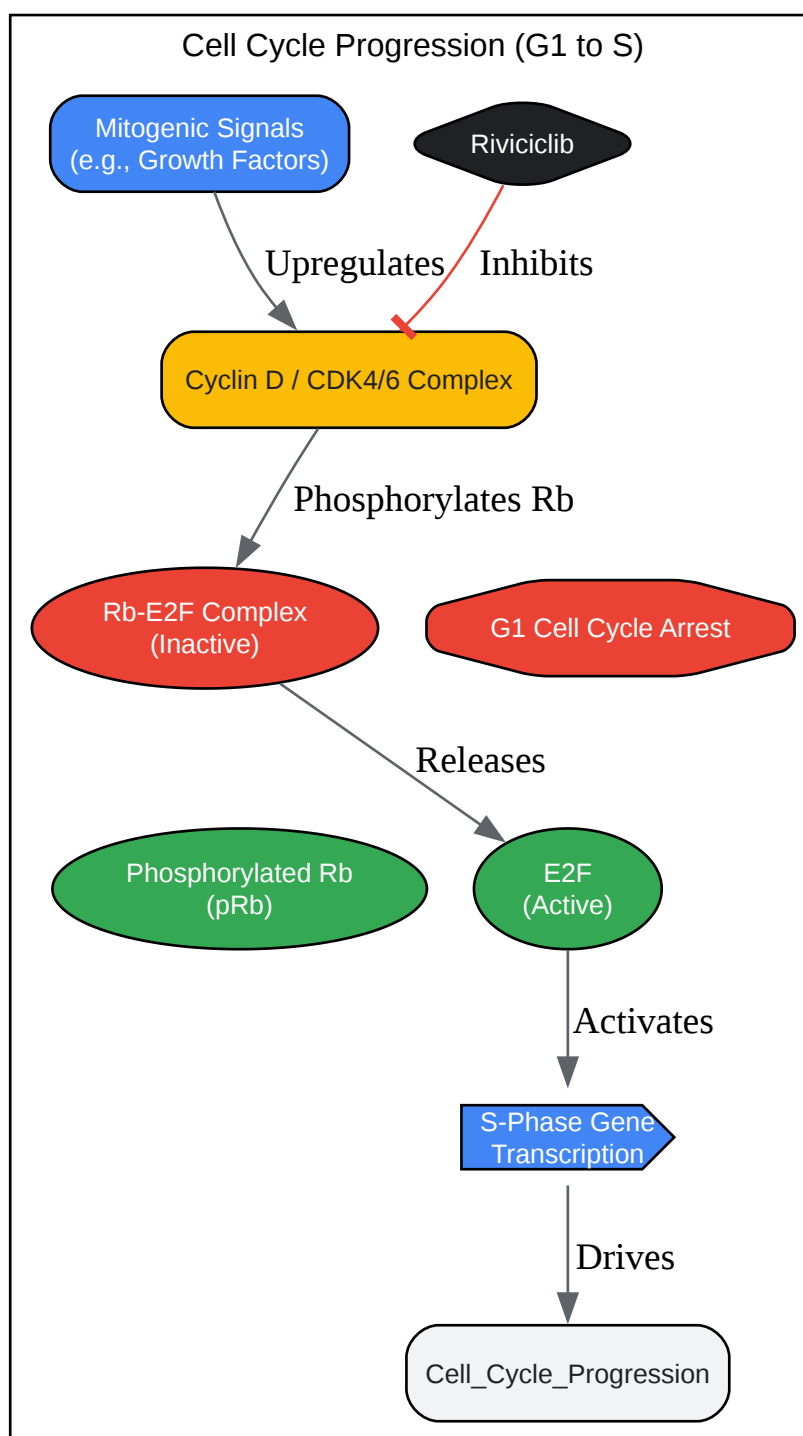 Cell Cycle Progression (G1 to S)
Mitogenic Signals
(e.g., Growth Factors)
Riviciclib
Upregulates
Inhibits
Cyclin D / CDK4/6 Complex
Phosphorylates Rb
Rb-E2F Complex
(Inactive)
G1 Cell Cycle Arrest
Releases
Phosphorylated Rb
(pRb)
E2F
(Active)
Activates
S-Phase Gene
Transcription
Drives
Cell_Cycle_Progression